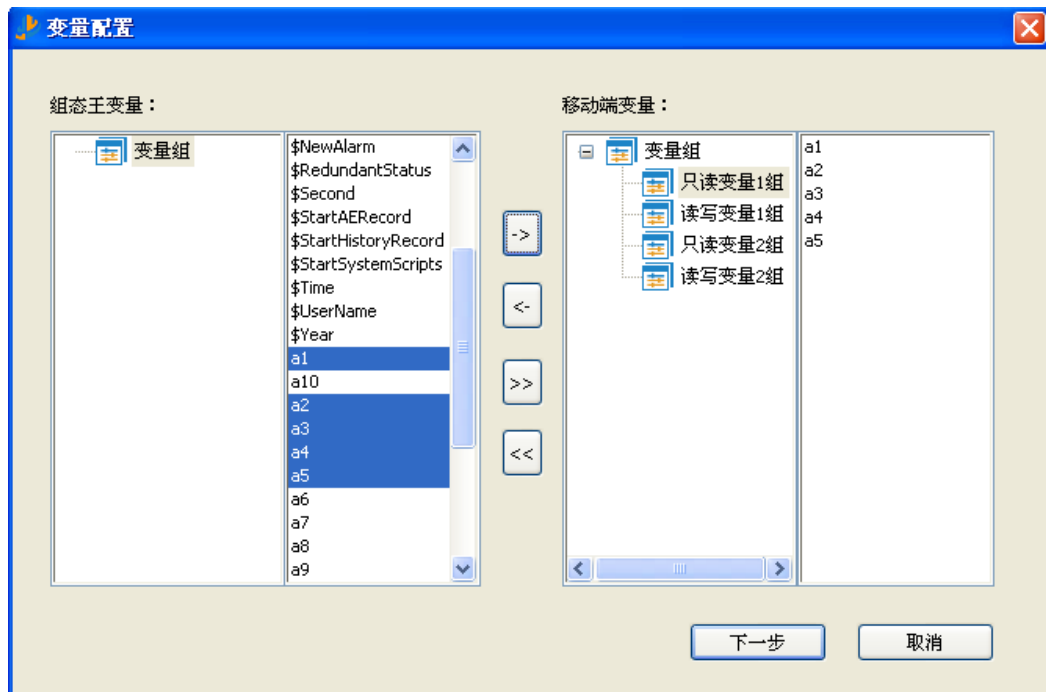 变量配置
组态王变量：
移动端变量：
变量组
$NewAlarm
$RedundantStatus
$Second
$StartAERecord
$StartHistoryRecord
$StartSystemScripts
$Time
$UserName
$Year
a1
a10
a2
a3
a4
a5
a6
a7
a8
a9
->
<-
>>
<<
变量组
只读变量1组
读写变量1组
只读变量2组
读写变量2组
a1
a2
a3
a4
a5
下一步
取消